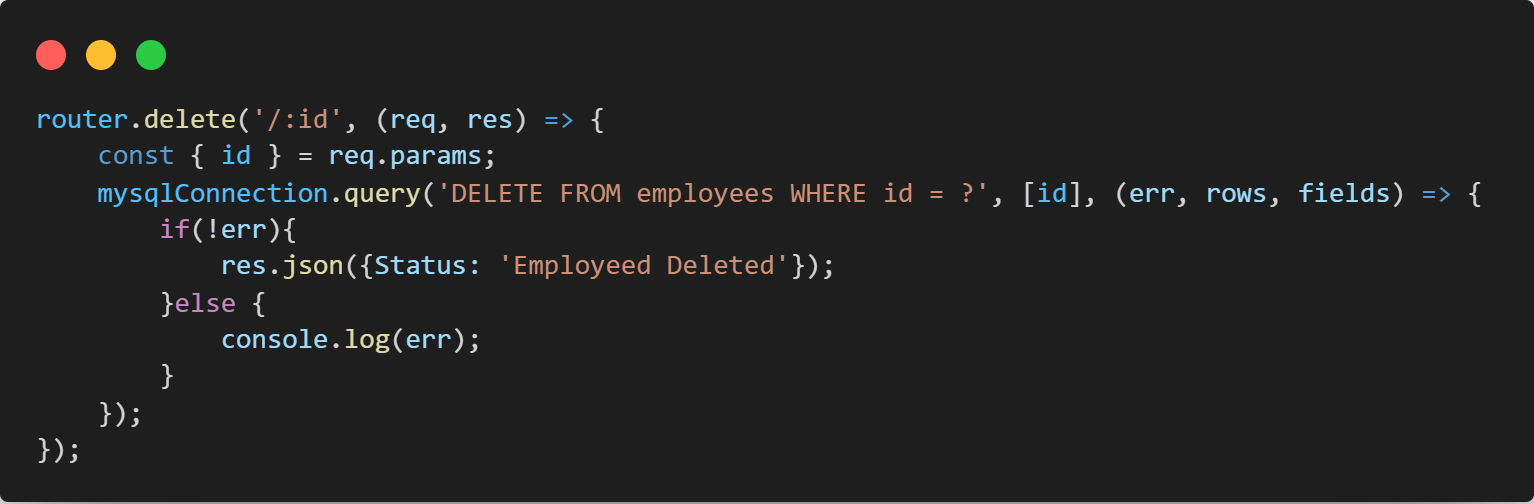 router.delete('/:id', (req, res) => {
    const { id } = req.params;
    mysqlConnection.query('DELETE FROM employees WHERE id = ?', [id], (err, rows, fields) => {
        if(!err){
            res.json({Status: 'Employeed Deleted'});
        }else {
            console.log(err);
        }
    });
});